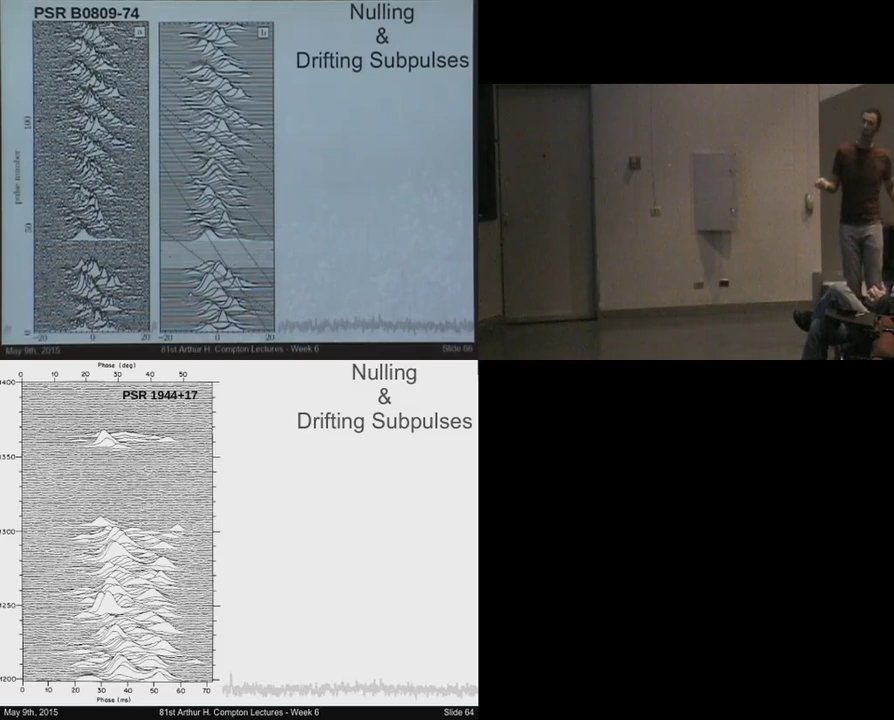 PSR B0809-74
Nulling
&
Drifting Subpulses
a
pulse number
100
50
0
-20 0 20
-20 0 20
May 9th, 2015 81st Arthur H. Compton Lectures - Week 6 Slide 66
Phase (deg)
0 10 20 30 40 50
PSR 1944+17
Nulling
&
Drifting Subpulses
1400
1350
1300
1250
1200
0 10 20 30 40 50 60 70
Phase (ms)
May 9th, 2015 81st Arthur H. Compton Lectures - Week 6 Slide 64